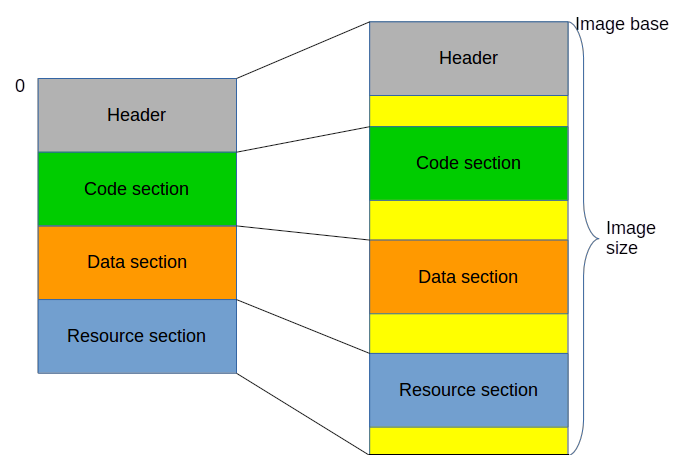 0
Header
Code section
Data section
Resource section
Image base
Header
Code section
Data section
Resource section
Image
size